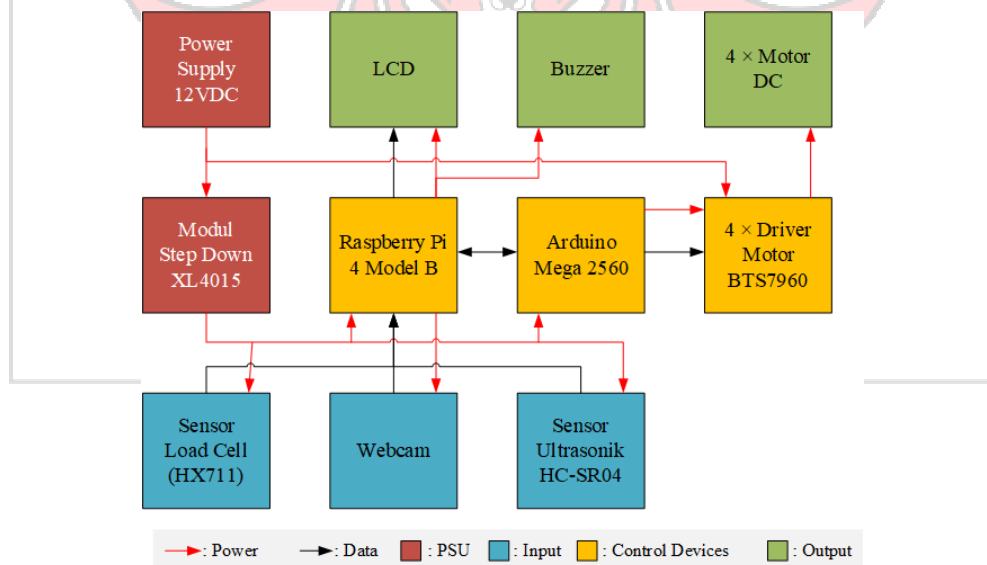 Power
Supply
12VDC
LCD
Buzzer
4 × Motor
DC
Modul
Step Down
XL4015
Raspberry Pi
4 Model B
Arduino
Mega 2560
4 × Driver
Motor
BTS7960
Sensor
Load Cell
(HX711)
Webcam
Sensor
Ultrasonik
HC-SR04
: Power
: Data
: PSU
: Input
: Control Devices
: Output